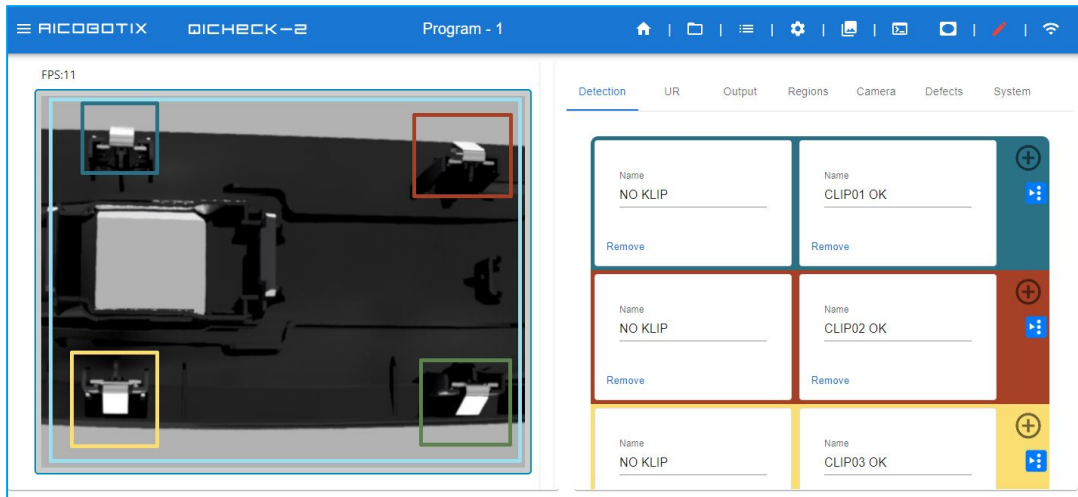 RICOBOTIX QICHECK-2 Program - 1
FPS:11
Detection UR Output Regions Camera Defects System
Name Name
NO KLIP CLIP01 OK
Remove Remove
Name Name
NO KLIP CLIP02 OK
Remove Remove
Name Name
NO KLIP CLIP03 OK